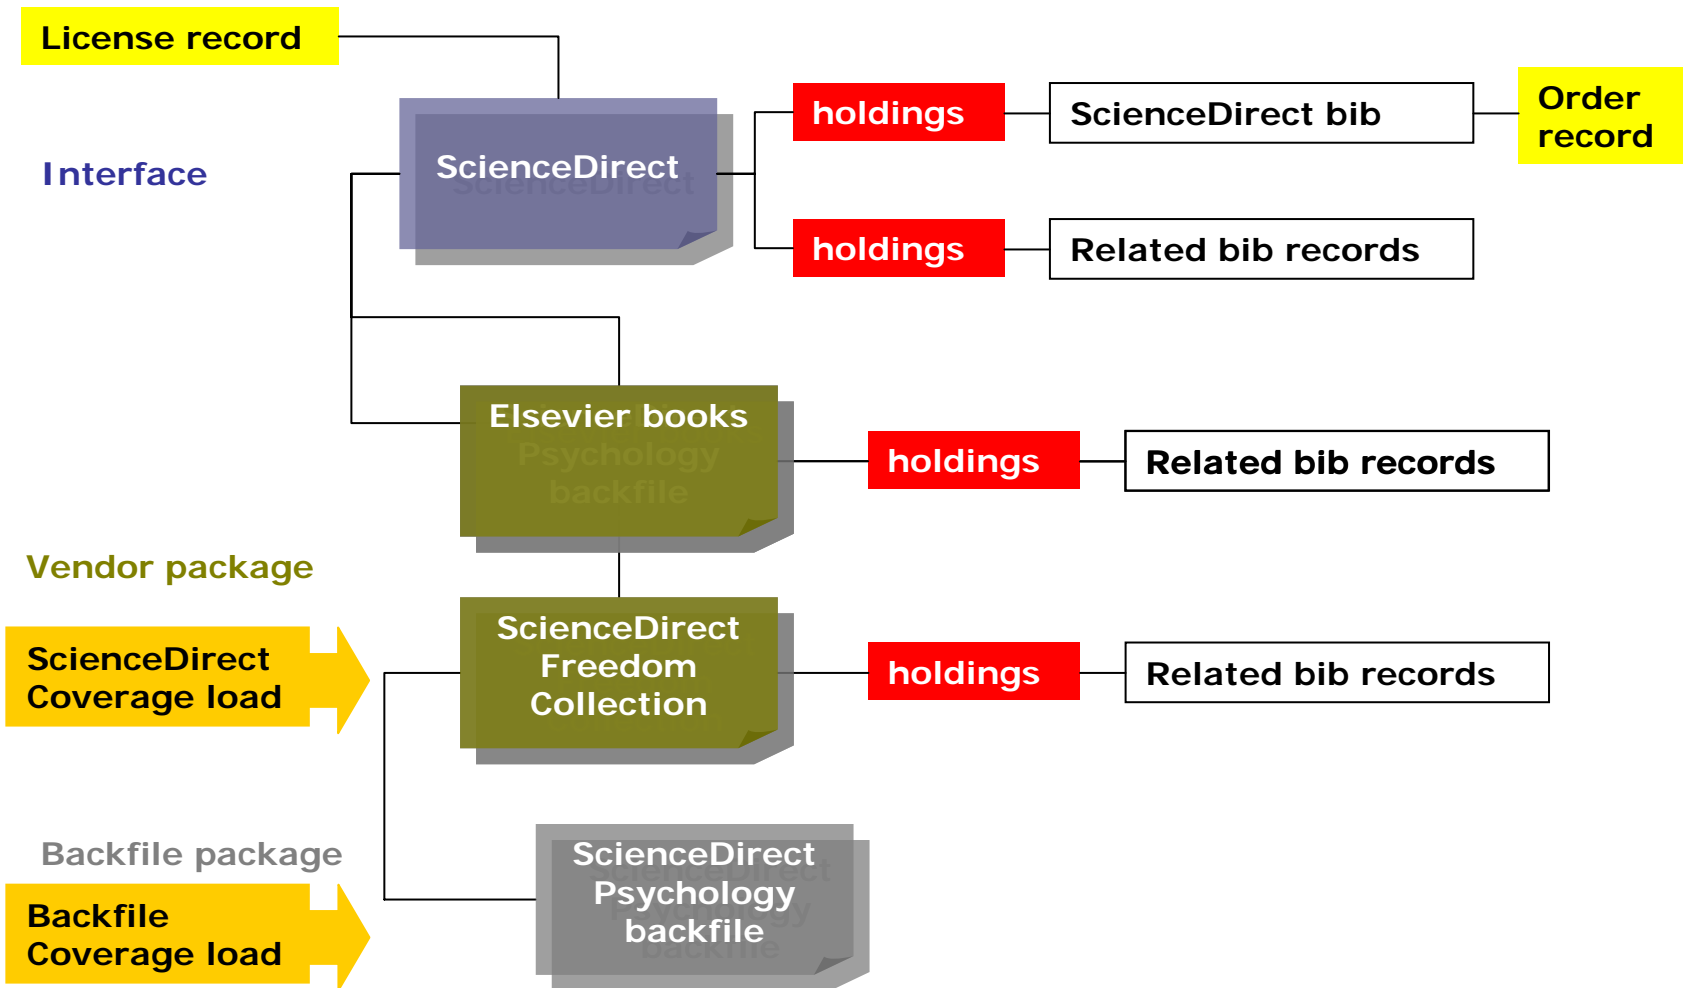 License record
Interface
ScienceDirect
holdings
ScienceDirect bib
Order
record
holdings
Related bib records
Elsevier books
Psychology
backfile
holdings
Related bib records
Vendor package
ScienceDirect
Coverage load
ScienceDirect
Freedom
Collection
holdings
Related bib records
Backfile package
Backfile
Coverage load
ScienceDirect
Psychology
backfile